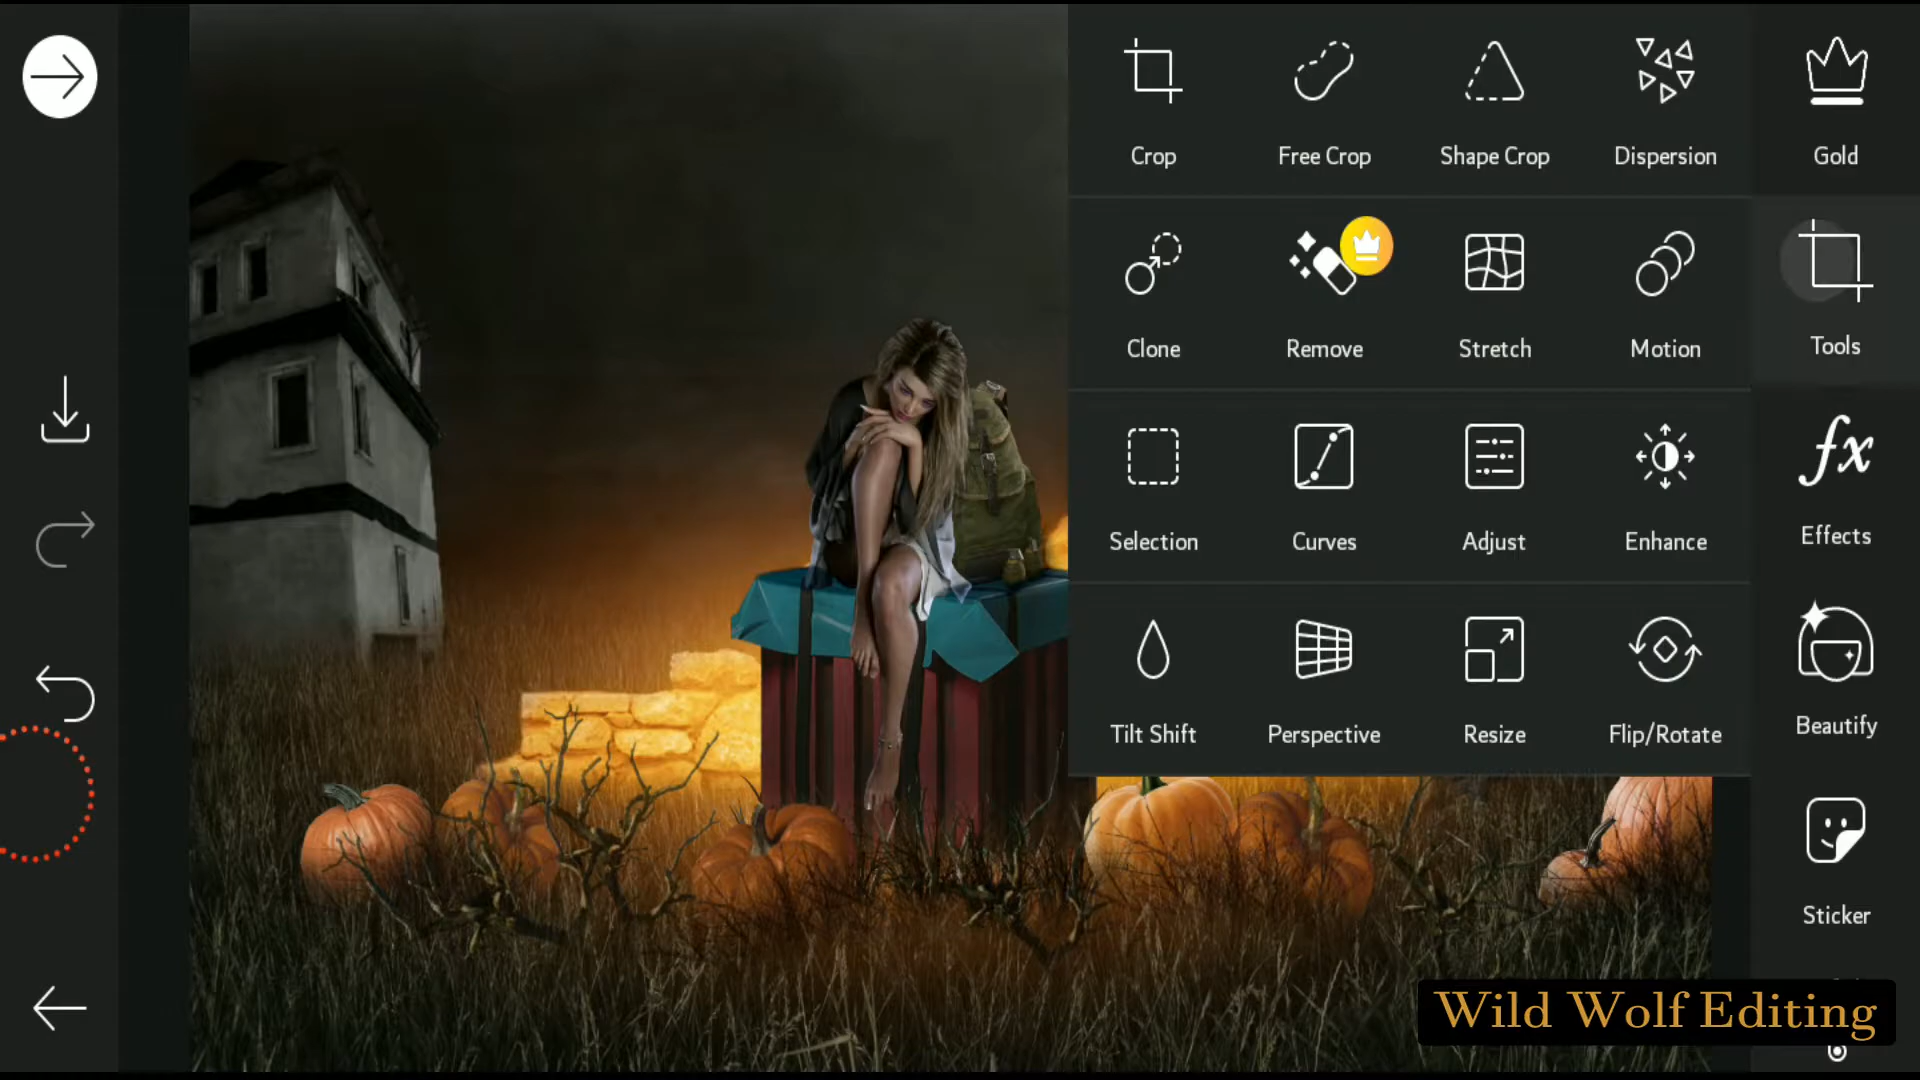 Crop
Free Crop
Shape Crop
Dispersion
Gold
Clone
Remove
Stretch
Motion
Tools
Selection
Curves
Adjust
Enhance
fx
Effects
Tilt Shift
Perspective
Resize
Flip/Rotate
Beautify
Sticker
Wild Wolf Editing